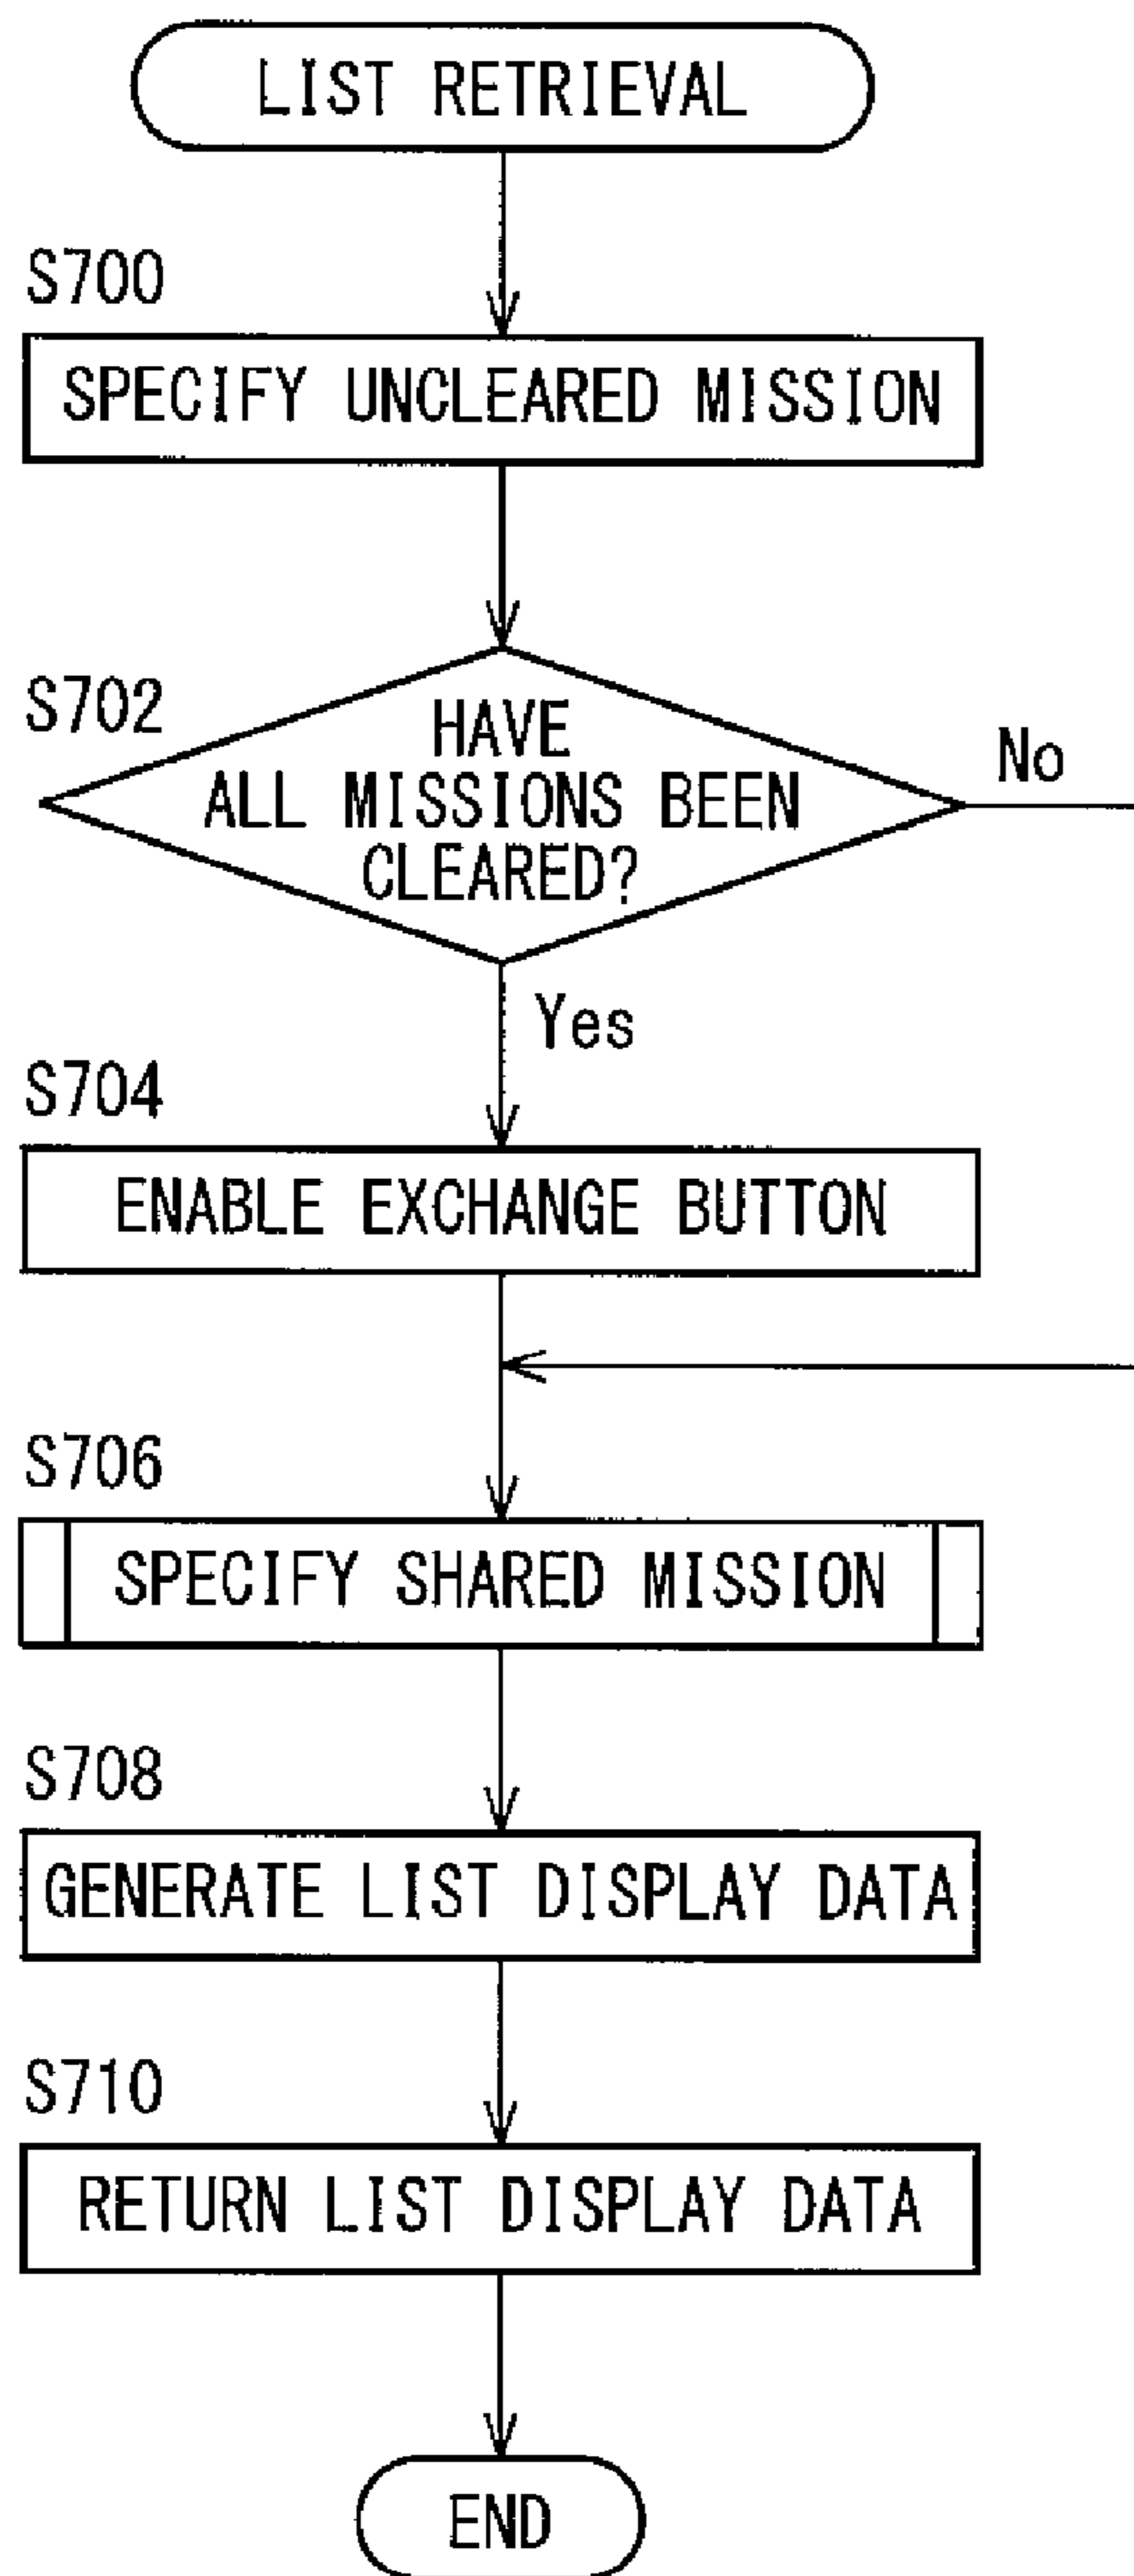 LIST RETRIEVAL
S700
SPECIFY UNCLEARED MISSION
S702
HAVE
ALL MISSIONS BEEN
CLEARED?
No
Yes
S704
ENABLE EXCHANGE BUTTON
S706
SPECIFY SHARED MISSION
S708
GENERATE LIST DISPLAY DATA
S710
RETURN LIST DISPLAY DATA
END